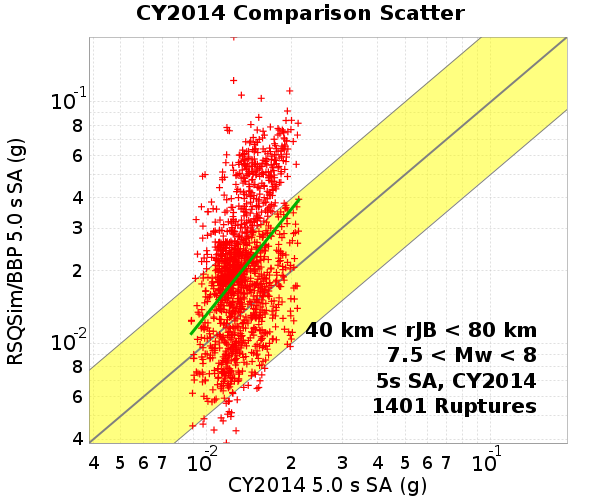 CY2014 Comparison Scatter
RSQSim/BBP 5.0 s SA (g)
10-1
8
6
4
3
2
10-2
8
6
4
40 km < rJB < 80 km
7.5 < Mw < 8
5s SA, CY2014
1401 Ruptures
4 5 6 7 10-2 2 3 4 5 6 7 10-1
CY2014 5.0 s SA (g)